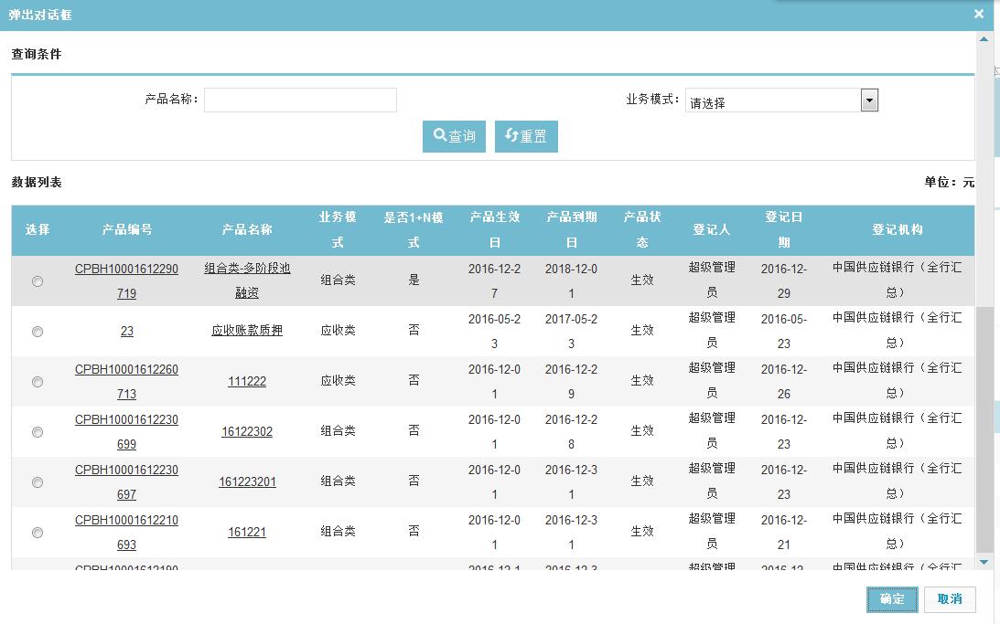 弹出对话框
查询条件
产品名称：
业务模式： 请选择
查询 重置
数据列表 单位：元
选择 产品编号 产品名称 业务模式 是否1+N模式 产品生效日 产品到期日 产品状态 登记人 登记日期 登记机构
CPBH10001612290719 组合类-多阶段池融资 组合类 是 2016-12-27 2018-12-01 生效 超级管理员 2016-12-29 中国供应链银行（全行汇总）
23 应收账款质押 应收类 否 2016-05-23 2017-05-23 生效 超级管理员 2016-05-23 中国供应链银行（全行汇总）
CPBH10001612260713 111222 应收类 否 2016-12-01 2016-12-29 生效 超级管理员 2016-12-26 中国供应链银行（全行汇总）
CPBH10001612230699 16122302 组合类 否 2016-12-01 2016-12-28 生效 超级管理员 2016-12-23 中国供应链银行（全行汇总）
CPBH10001612230697 161223201 组合类 否 2016-12-01 2016-12-31 生效 超级管理员 2016-12-23 中国供应链银行（全行汇总）
CPBH10001612210693 161221 组合类 否 2016-12-01 2016-12-31 生效 超级管理员 2016-12-21 中国供应链银行（全行汇总）
CPBH10001612190 2016-12-1 2016-12-3 超级管理 2016-12- 中国供应链银行（全行汇
确定 取消